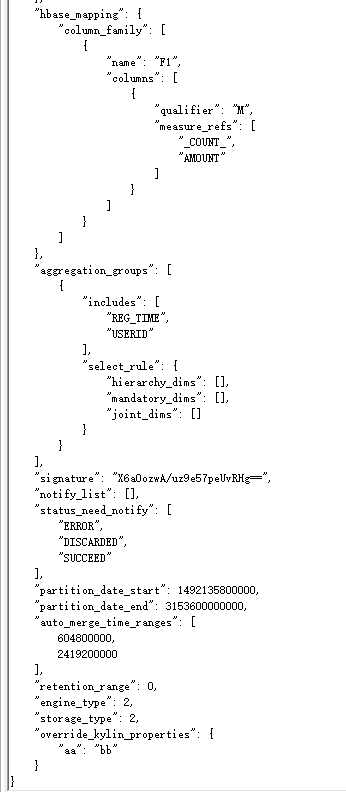 },
"hbase_mapping": {
"column_family": [
{
"name": "F1",
"columns": [
{
"qualifier": "M",
"measure_refs": [
"_COUNT_",
"AMOUNT"
]
}
]
}
]
},
"aggregation_groups": [
{
"includes": [
"REG_TIME",
"USERID"
],
"select_rule": {
"hierarchy_dims": [],
"mandatory_dims": [],
"joint_dims": []
}
}
],
"signature": "X6aOozwA/uz9e57peUvRHg==",
"notify_list": [],
"status_need_notify": [
"ERROR",
"DISCARDED",
"SUCCEED"
],
"partition_date_start": 1492135800000,
"partition_date_end": 3153600000000,
"auto_merge_time_ranges": [
604800000,
2419200000
],
"retention_range": 0,
"engine_type": 2,
"storage_type": 2,
"override_kylin_properties": {
"aa": "bb"
}
}